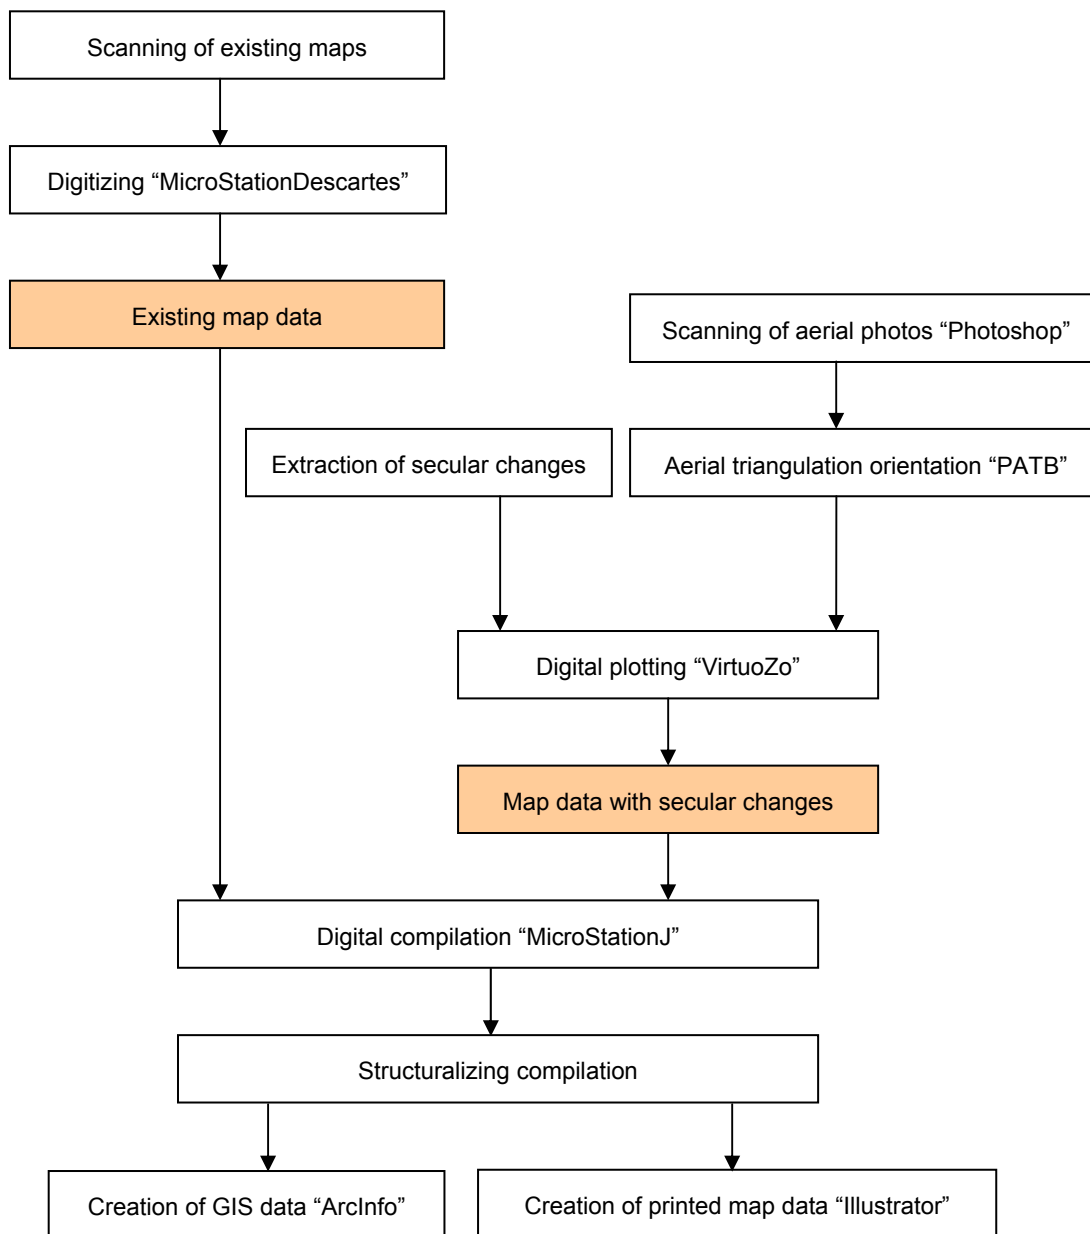 Scanning of existing maps
Digitizing “MicroStationDescartes”
Existing map data
Scanning of aerial photos “Photoshop”
Extraction of secular changes
Aerial triangulation orientation “PATB”
Digital plotting “VirtuoZo”
Map data with secular changes
Digital compilation “MicroStationJ”
Structuralizing compilation
Creation of GIS data “ArcInfo”
Creation of printed map data “Illustrator”